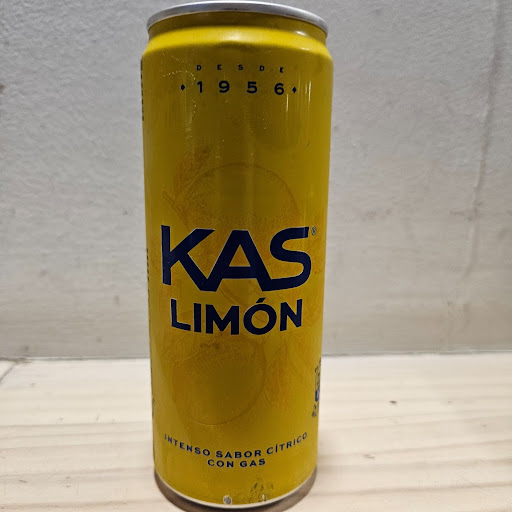 DESDE
1956
KAS®
LIMÓN
INTENSO SABOR CÍTRICO
CON GAS